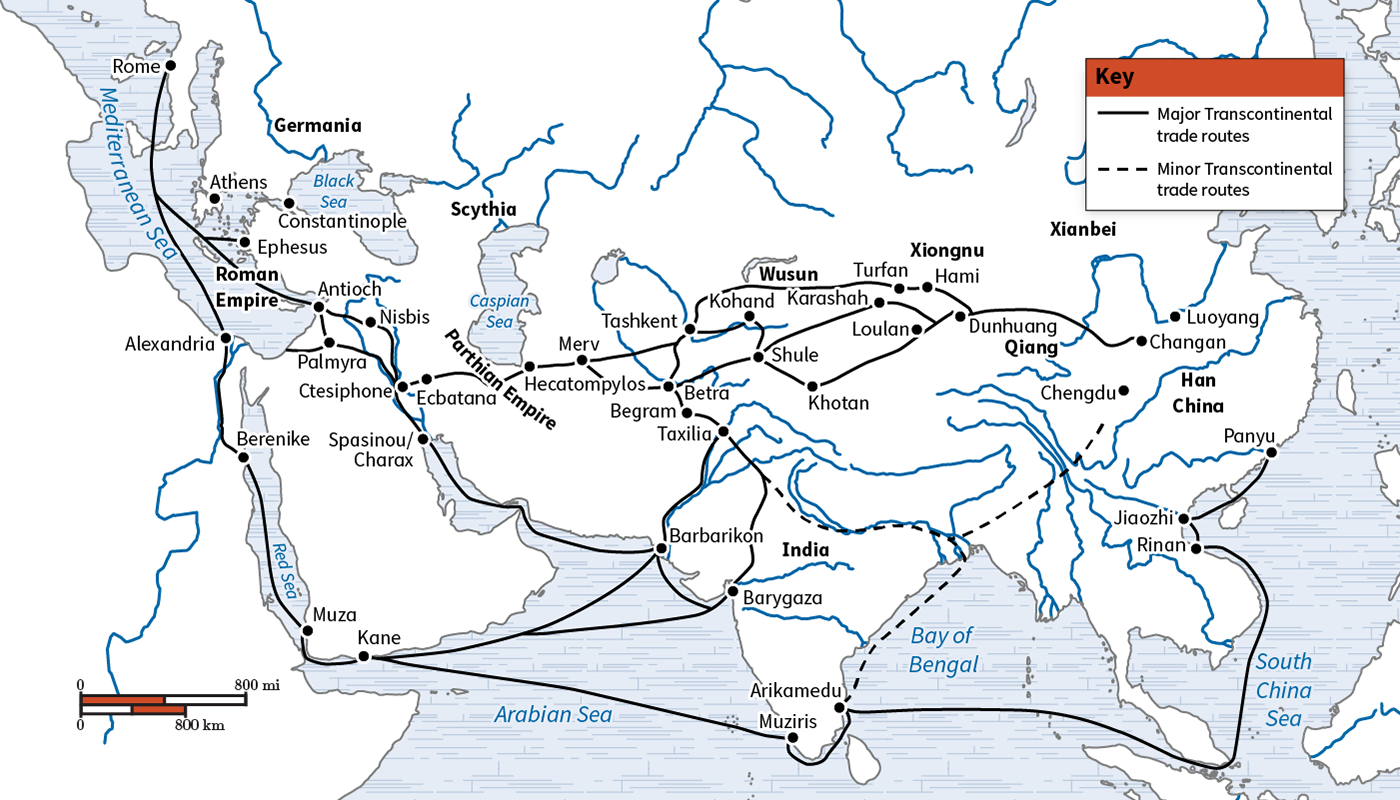 Key
Major Transcontinental
trade routes
Minor Transcontinental
trade routes
Rome
Mediterranean Sea
Germania
Athens
Black
Sea
Constantinople
Ephesus
Scythia
Roman
Empire
Antioch
Nisbis
Caspian
Sea
Alexandria
Palmyra
Ctesiphone
Ecbatana
Parthian Empire
Hecatompylos
Merv
Tashkent
Kohand
Wusun
Karashah
Turfan
Xiongnu
Hami
Xianbei
Loulan
Dunhuang
Qiang
Luoyang
Changan
Shule
Khotan
Betra
Begram
Taxilia
Chengdu
Han
China
Panyu
Berenike
Spasinou/
Charax
Red Sea
Muza
Kane
Barbarikon
India
Barygaza
Jiaozhi
Rinan
Bay of
Bengal
Arikamedu
Muziris
Arabian Sea
South
China
Sea
0
800 mi
0
800 km